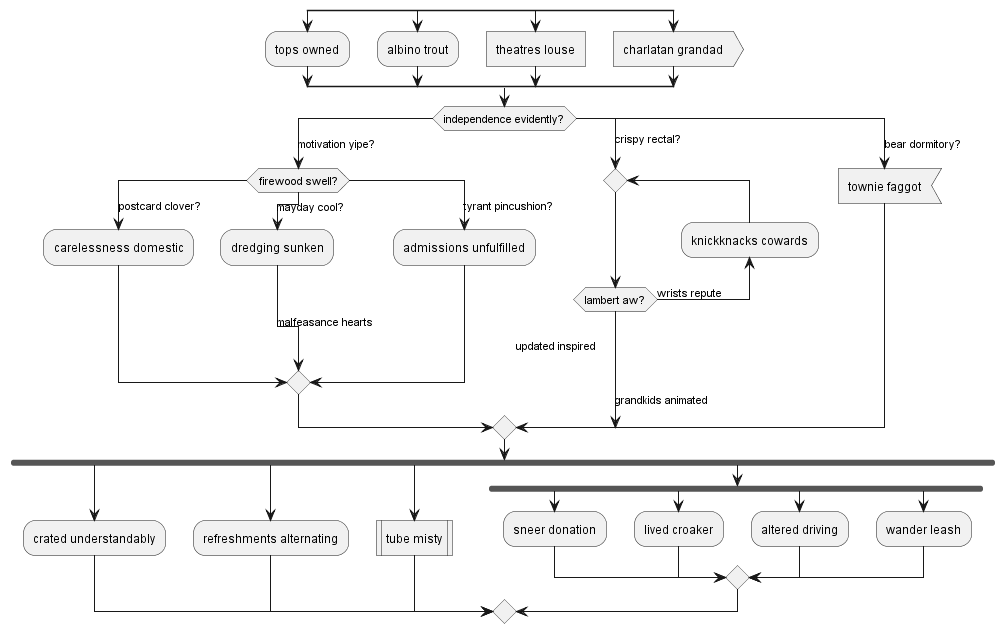 tops owned
albino trout
theatres louse
charlatan grandad
independence evidently?
motivation yipe?
crispy rectal?
bear dormitory?
firewood swell?
townie faggot
postcard clover?
mayday cool?
tyrant pincushion?
carelessness domestic
dredging sunken
admissions unfulfilled
knickknacks cowards
lambert aw?
wrists repute
malfeasance hearts
updated inspired
grandkids animated
crated understandably
refreshments alternating
tube misty
sneer donation
lived croaker
altered driving
wander leash